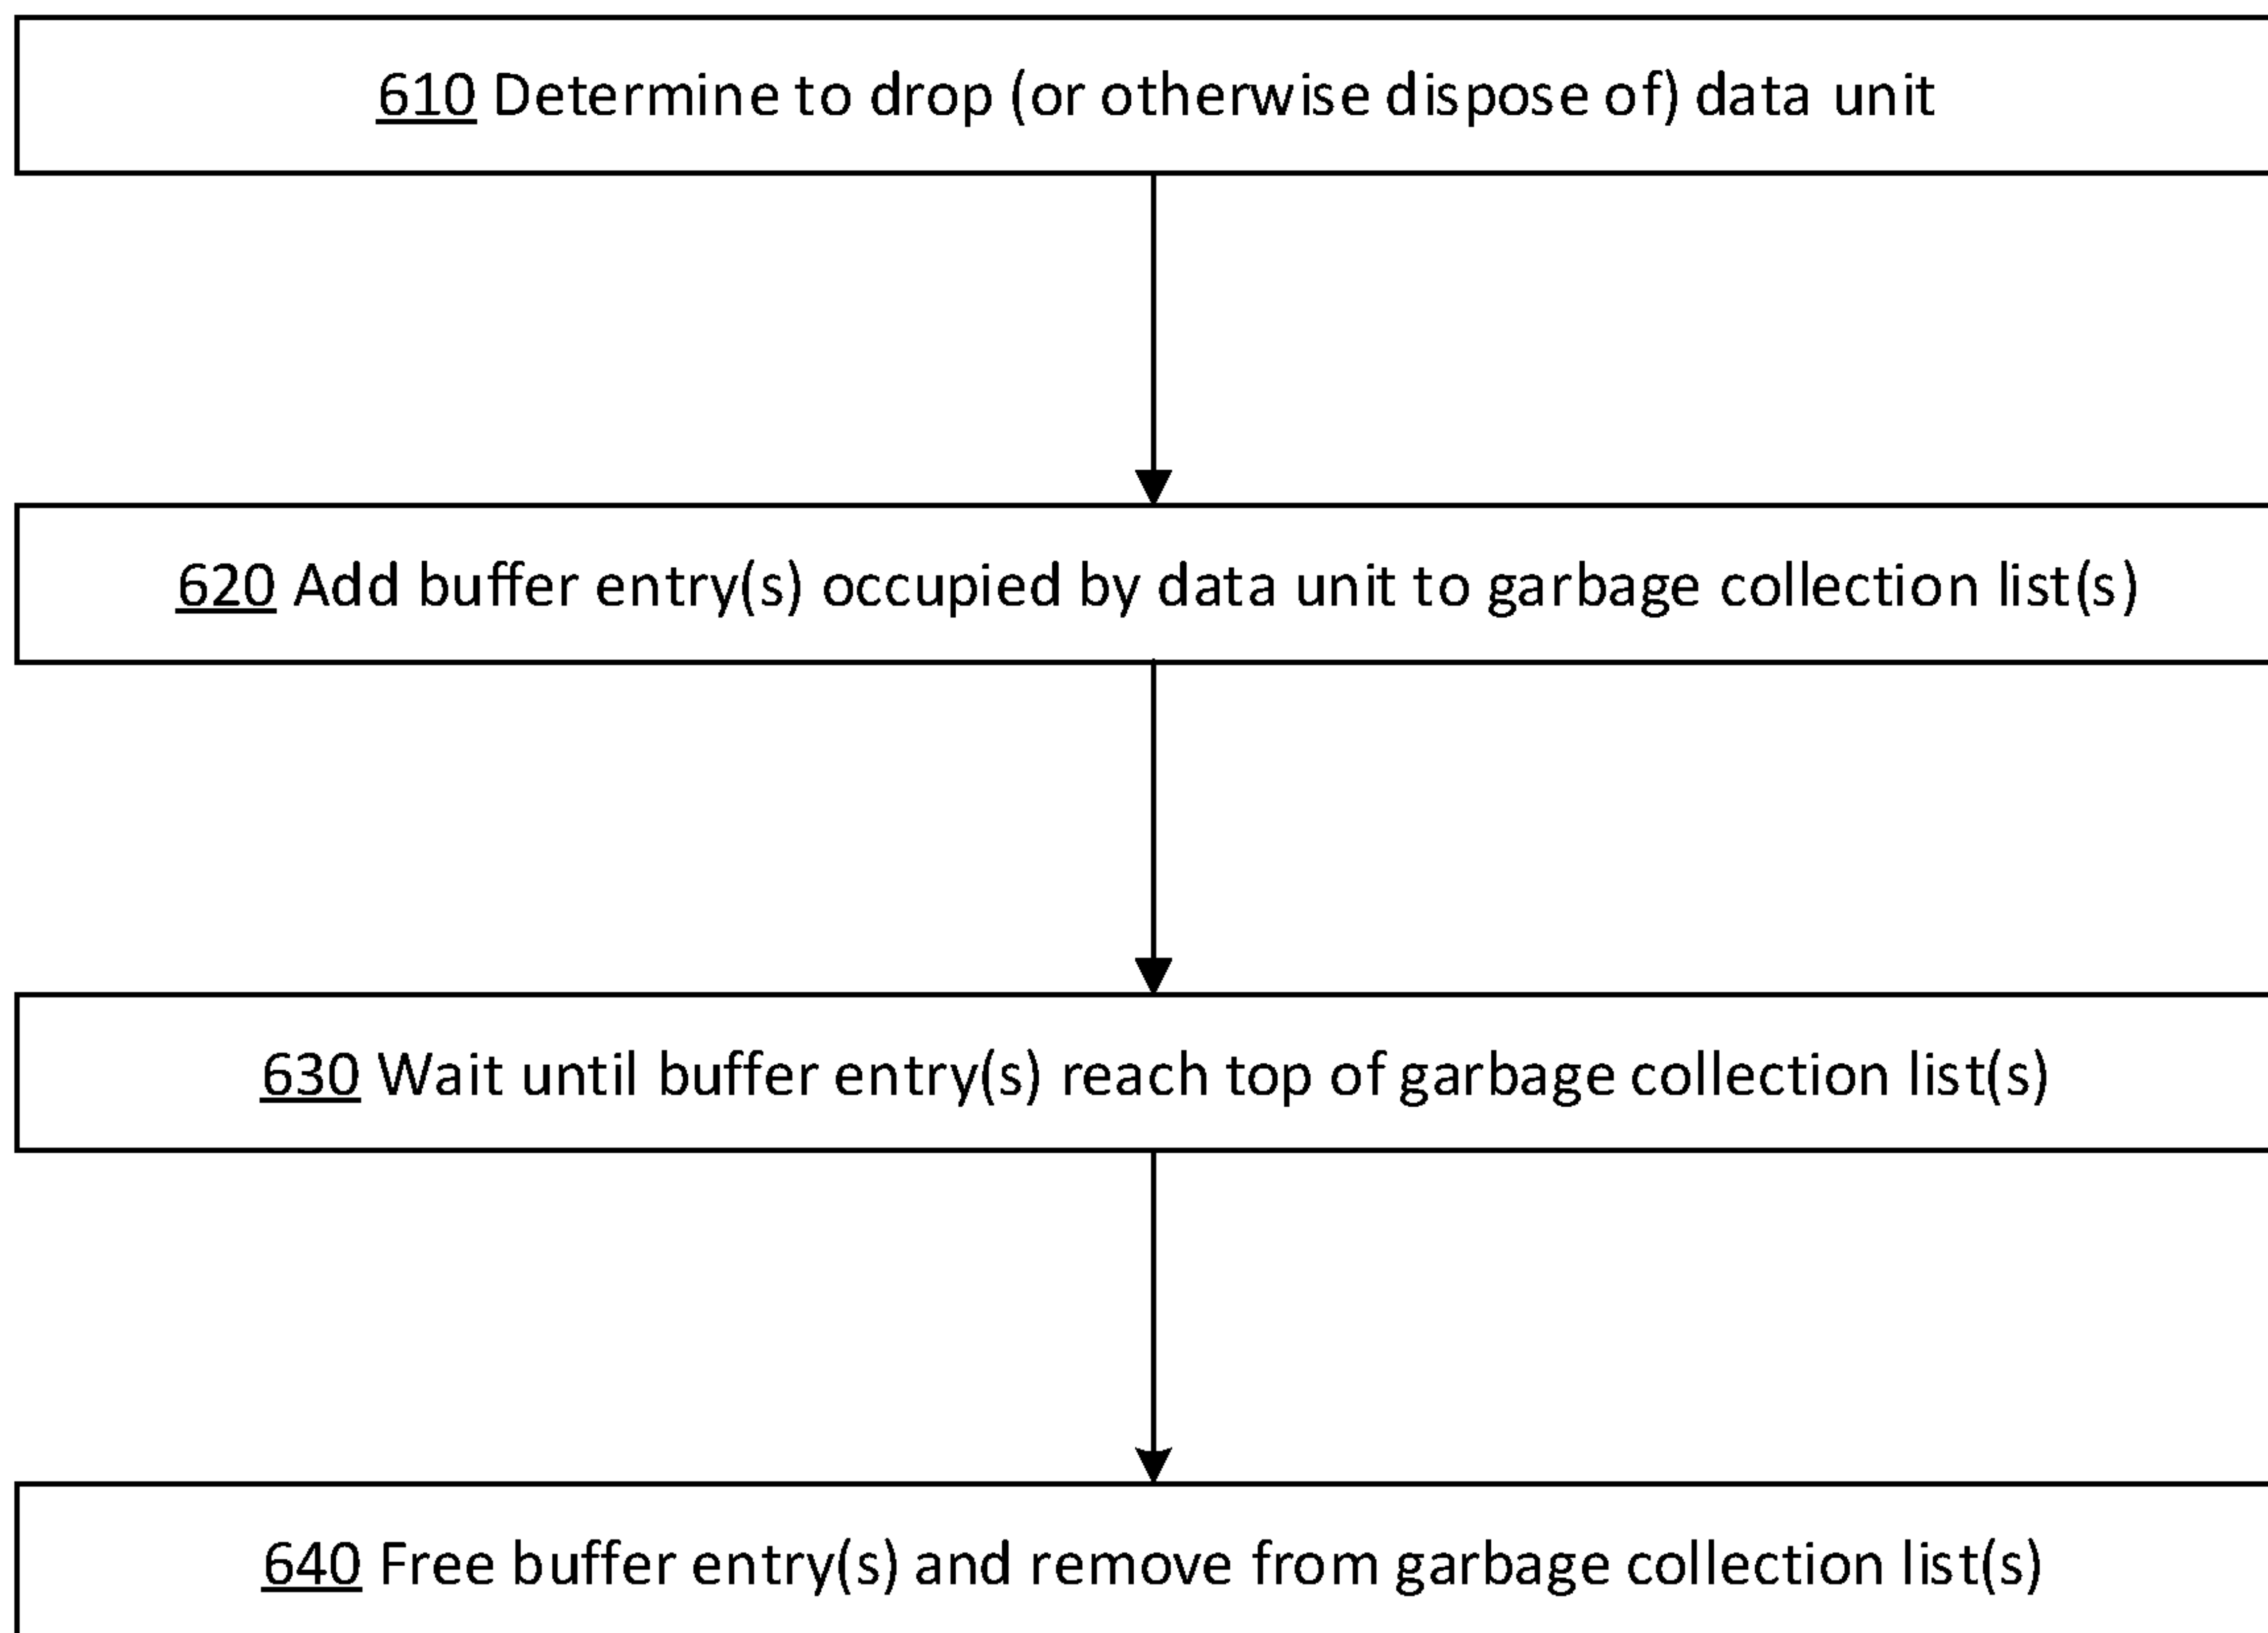 610 Determine to drop (or otherwise dispose of) data unit
620 Add buffer entry(s) occupied by data unit to garbage collection list(s)
630 Wait until buffer entry(s) reach top of garbage collection list(s)
640 Free buffer entry(s) and remove from garbage collection list(s)